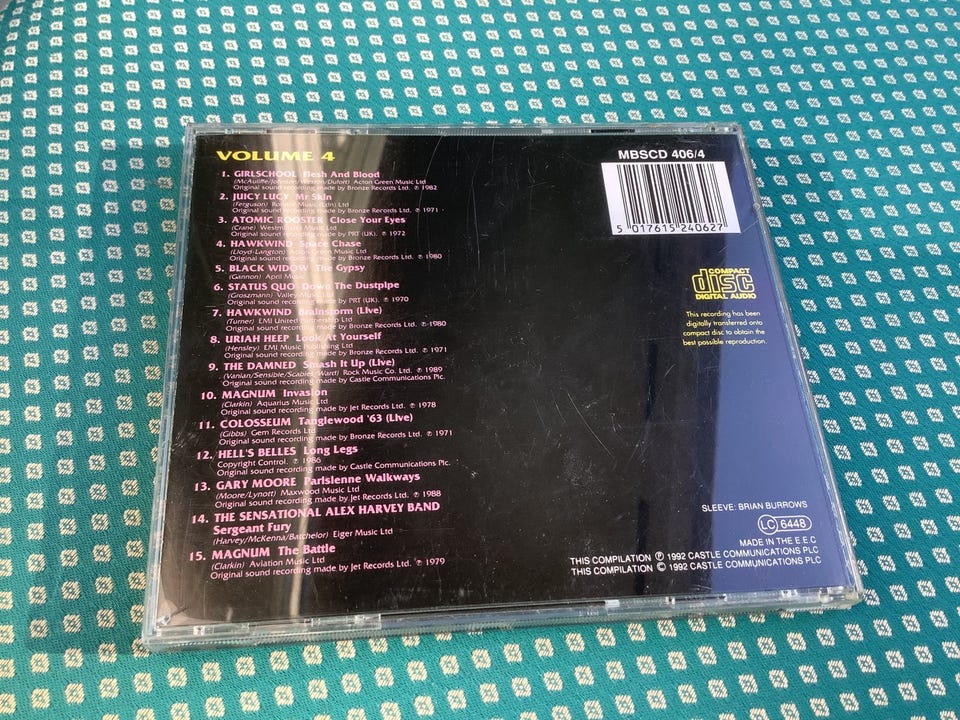 VOLUME 4
1. GIRLSCHOOL Flesh And Blood
(McAuliffe/Johnson/Weston/Dufort) Acton Green Music Ltd
Original sound recording made by Bronze Records Ltd. ℗ 1982
2. JUICY LUCY Mr Skin
(Ferguson) Music (Ldn) Ltd
Original sound recording made by Bronze Records Ltd. ℗ 1971
3. ATOMIC ROOSTER Close Your Eyes
(Crane) Westminster Music Ltd
Original sound recording made by PRT (UK). ℗ 1972
4. HAWKWIND Space Chase
(Lloyd-Langton) Acton Green Music Ltd
Original sound recording made by Bronze Records Ltd. ℗ 1980
5. BLACK WIDOW The Gypsy
(Gannon) April Music
6. STATUS QUO Down The Dustpipe
(Groszmann) Valley Music Ltd
Original sound recording made by PRT (UK). ℗ 1970
7. HAWKWIND Brainstorm (Live)
(Turner) EMI United Partnership Ltd
Original sound recording made by Bronze Records Ltd. ℗ 1980
8. URIAH HEEP Look At Yourself
(Hensley) EMI Music Publishing Ltd
Original sound recording made by Bronze Records Ltd. ℗ 1971
9. THE DAMNED Smash It Up (Live)
(Vanian/Sensible/Scabies/Ward) Rock Music Co. Ltd. ℗ 1989
Original sound recording made by Castle Communications Plc.
10. MAGNUM Invasion
(Clarkin) Aquarius Music Ltd
Original sound recording made by Jet Records Ltd. ℗ 1978
11. COLOSSEUM Tanglewood '63 (Live)
(Gibbs) Gem Records Ltd
Original sound recording made by Bronze Records Ltd. ℗ 1971
12. HELL'S BELLES Long Legs
Copyright Control. ℗ 1986
Original sound recording made by Castle Communications Plc.
13. GARY MOORE Parisienne Walkways
(Moore/Lynott) Maxwood Music Ltd
Original sound recording made by Jet Records Ltd. ℗ 1988
14. THE SENSATIONAL ALEX HARVEY BAND
Sergeant Fury
(Harvey/McKenna/Batchelor) Eiger Music Ltd
15. MAGNUM The Battle
(Clarkin) Aviation Music Ltd
Original sound recording made by Jet Records Ltd. ℗ 1979
MBSCD 406/4
5 017615 240627
COMPACT
disc
DIGITAL AUDIO
This recording has been
digitally transferred onto
compact disc to obtain the
best possible reproduction.
SLEEVE: BRIAN BURROWS
LC 6448
MADE IN THE E.E.C
THIS COMPILATION ℗ 1992 CASTLE COMMUNICATIONS PLC
THIS COMPILATION © 1992 CASTLE COMMUNICATIONS PLC